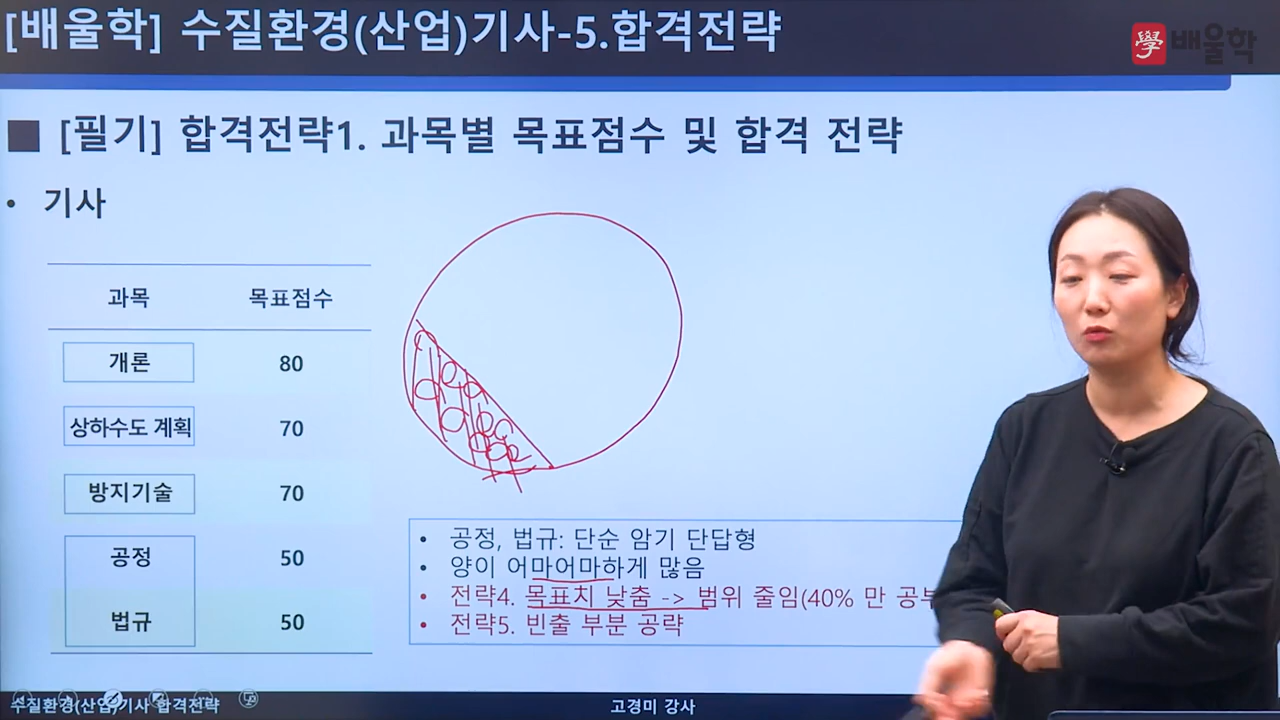 [배울학] 수질환경(산업)기사-5.합격전략
學 배울학
■ [필기] 합격전략1. 과목별 목표점수 및 합격 전략
• 기사
과목 목표점수
개론 80
상하수도 계획 70
방지기술 70
공정 50
법규 50
• 공정, 법규: 단순 암기 단답형
• 양이 어마어마하게 많음
• 전략4. 목표치 낮춤 -> 범위 줄임(40% 만 공부
• 전략5. 빈출 부분 공략
수질환경(산업)기사 합격전략
고경미 강사